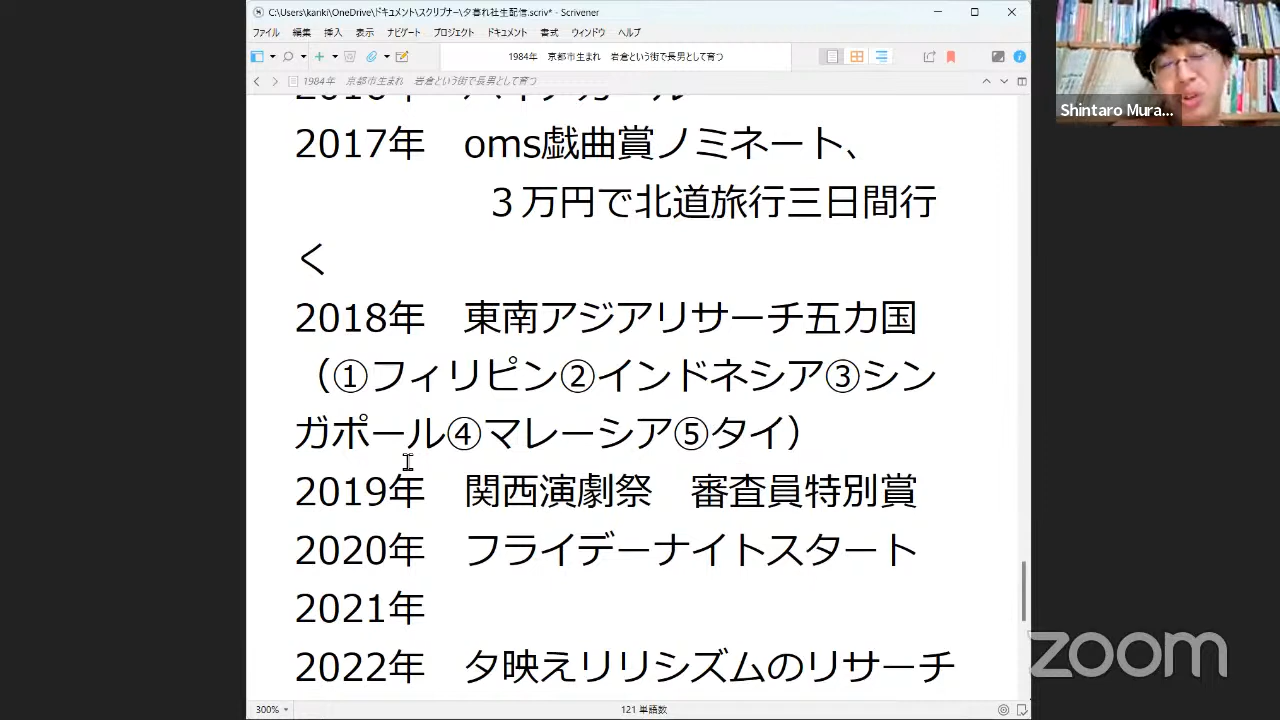 C:\Users\kanki\OneDrive\ドキュメント\スクリプナー\夕暮れ社生配信.scriv* - Scrivener
ファイル 編集 挿入 表示 ナビゲート プロジェクト ドキュメント 書式 ウィンドウ ヘルプ
1984年 京都市生まれ 岩倉という街で長男として育つ
1984年 京都市生まれ 岩倉という街で長男として育つ
2017年 oms戯曲賞ノミネート、
３万円で北道旅行三日間行
く
2018年 東南アジアリサーチ五カ国
（①フィリピン②インドネシア③シン
ガポール④マレーシア⑤タイ）
2019年 関西演劇祭 審査員特別賞
2020年 フライデーナイトスタート
2021年
2022年 夕映えリリシズムのリサーチ
300%
121 単語数
Shintaro Mura...
zoom